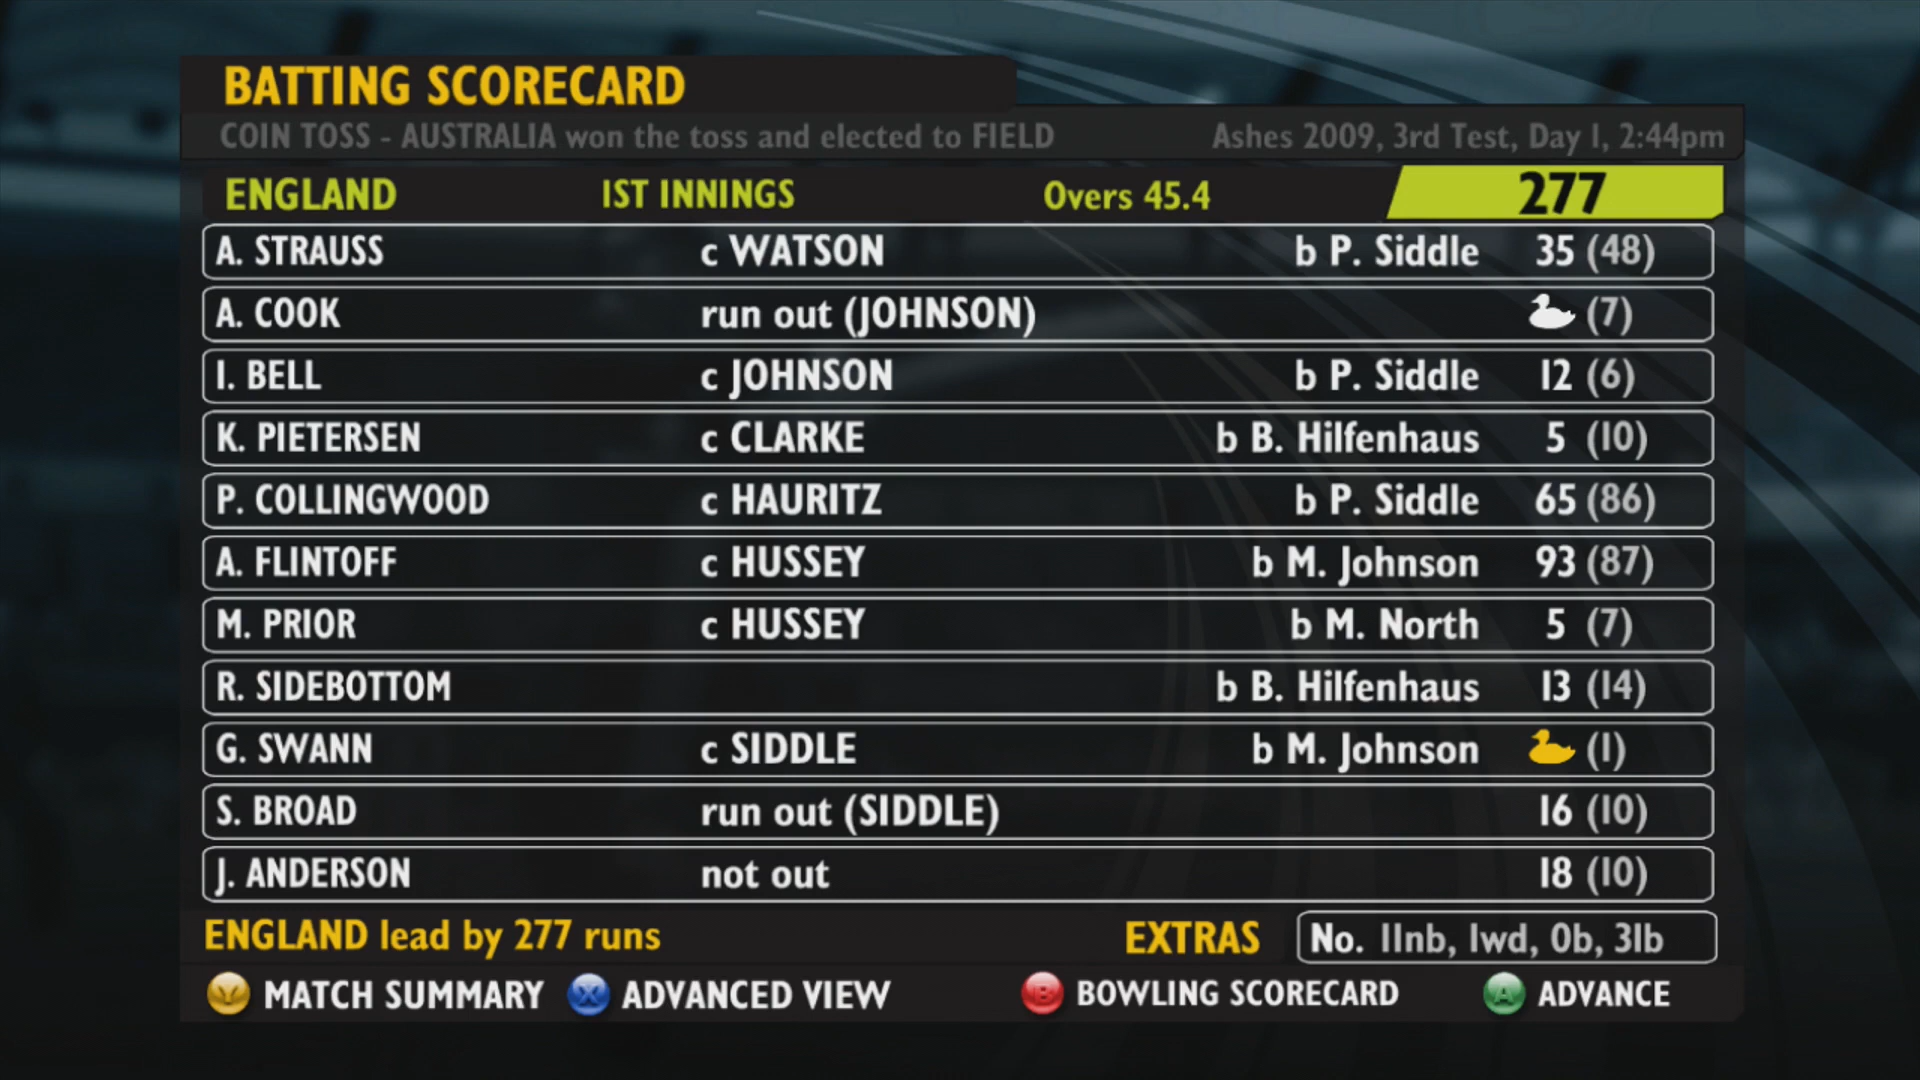 BATTING SCORECARD
COIN TOSS - AUSTRALIA won the toss and elected to FIELD Ashes 2009, 3rd Test, Day 1, 2:44pm
ENGLAND 1ST INNINGS Overs 45.4 277
A. STRAUSS c WATSON b P. Siddle 35 (48)
A. COOK run out (JOHNSON) (7)
I. BELL c JOHNSON b P. Siddle 12 (6)
K. PIETERSEN c CLARKE b B. Hilfenhaus 5 (10)
P. COLLINGWOOD c HAURITZ b P. Siddle 65 (86)
A. FLINTOFF c HUSSEY b M. Johnson 93 (87)
M. PRIOR c HUSSEY b M. North 5 (7)
R. SIDEBOTTOM b B. Hilfenhaus 13 (14)
G. SWANN c SIDDLE b M. Johnson (1)
S. BROAD run out (SIDDLE) 16 (10)
J. ANDERSON not out 18 (10)
ENGLAND lead by 277 runs EXTRAS No. 11nb, 1wd, 0b, 3lb
Y MATCH SUMMARY X ADVANCED VIEW B BOWLING SCORECARD A ADVANCE